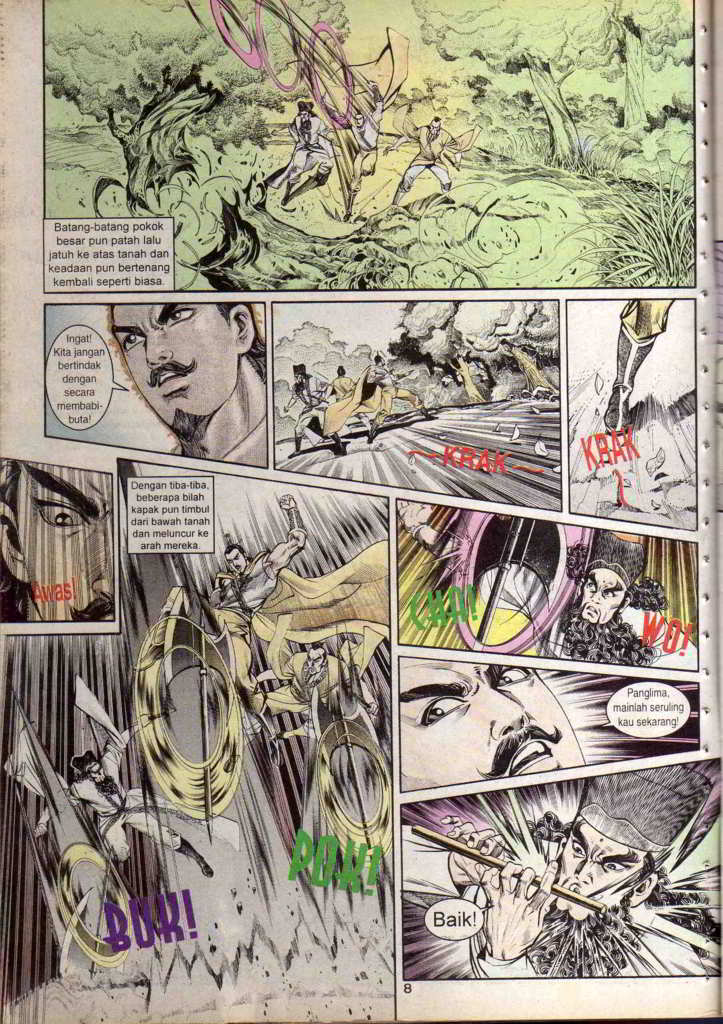 Batang-batang pokok
besar pun patah lalu
jatuh ke atas tanah dan
keadaan pun bertenang
kembali seperti biasa.
Ingat!
Kita jangan
bertindak
dengan
secara
membabi-
buta!
KRAK
KRAK
Awas!
Dengan tiba-tiba,
beberapa bilah
kapak pun timbul
dari bawah tanah
dan meluncur ke
arah mereka.
BUK!
POK!
CHA!
WO!
Panglima,
mainlah seruling
kau sekarang!
Baik!
8